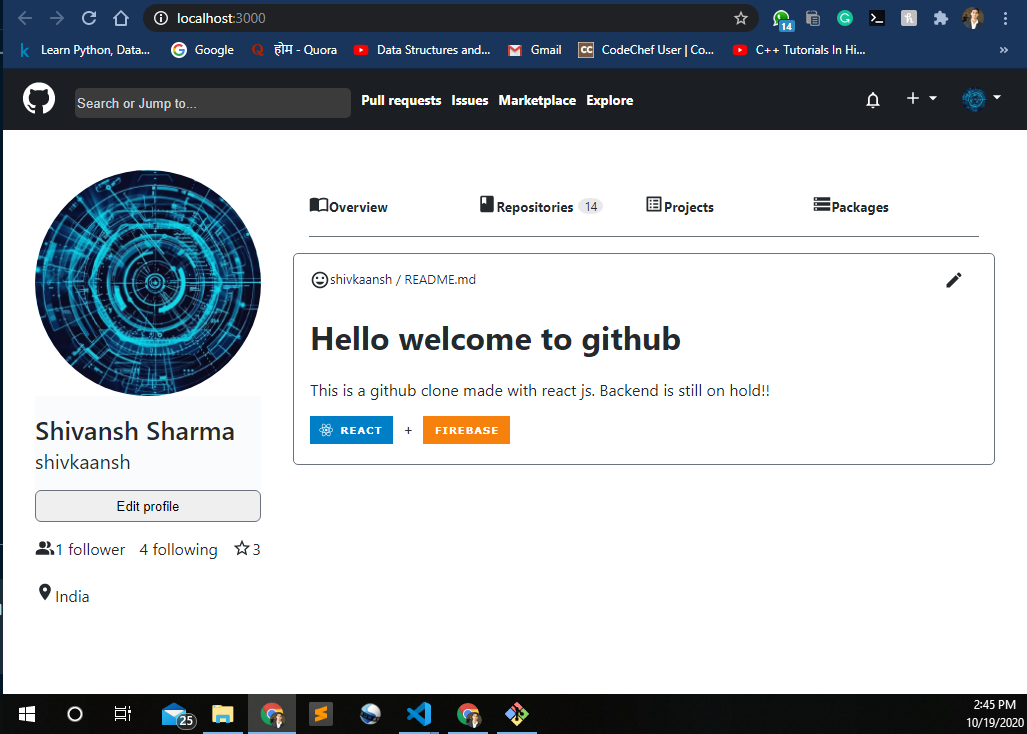 localhost:3000
14
Learn Python, Data...
Google
होम - Quora
Data Structures and...
Gmail
CC
CodeChef User | Co...
C++ Tutorials In Hi...
»
Search or Jump to...
Pull requests
Issues
Marketplace
Explore
Overview
Repositories 14
Projects
Packages
shivkaansh / README.md
Hello welcome to github
This is a github clone made with react js. Backend is still on hold!!
REACT + FIREBASE
Shivansh Sharma
shivkaansh
Edit profile
1 follower 4 following 3
India
25
2:45 PM
10/19/2020